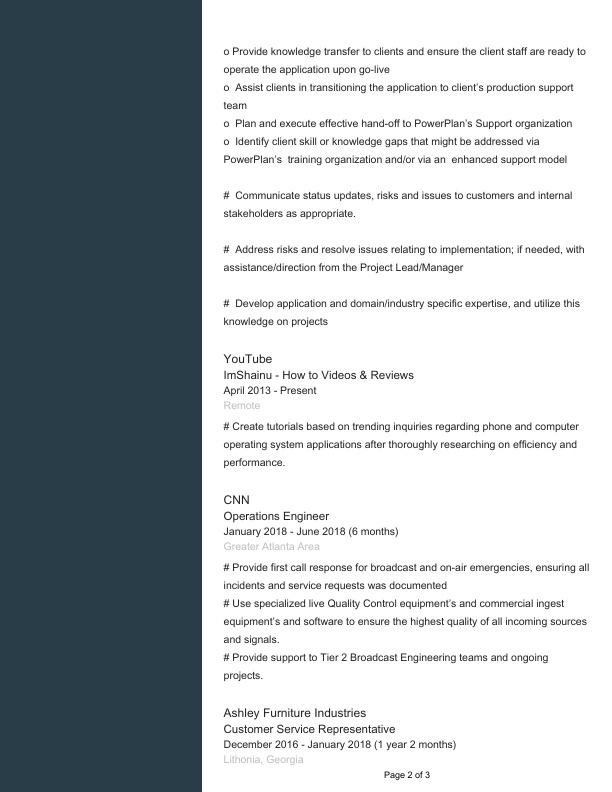 o Provide knowledge transfer to clients and ensure the client staff are ready to
operate the application upon go-live
o  Assist clients in transitioning the application to client's production support
team
o  Plan and execute effective hand-off to PowerPlan's Support organization
o  Identify client skill or knowledge gaps that might be addressed via
PowerPlan's  training organization and/or via an  enhanced support model
#  Communicate status updates, risks and issues to customers and internal
stakeholders as appropriate.
#  Address risks and resolve issues relating to implementation; if needed, with
assistance/direction from the Project Lead/Manager
#  Develop application and domain/industry specific expertise, and utilize this
knowledge on projects
YouTube
ImShainu - How to Videos & Reviews
April 2013 - Present
Remote
# Create tutorials based on trending inquiries regarding phone and computer
operating system applications after thoroughly researching on efficiency and
performance.
CNN
Operations Engineer
January 2018 - June 2018 (6 months)
Greater Atlanta Area
# Provide first call response for broadcast and on-air emergencies, ensuring all
incidents and service requests was documented
# Use specialized live Quality Control equipment's and commercial ingest
equipment's and software to ensure the highest quality of all incoming sources
and signals.
# Provide support to Tier 2 Broadcast Engineering teams and ongoing
projects.
Ashley Furniture Industries
Customer Service Representative
December 2016 - January 2018 (1 year 2 months)
Lithonia, Georgia
Page 2 of 3